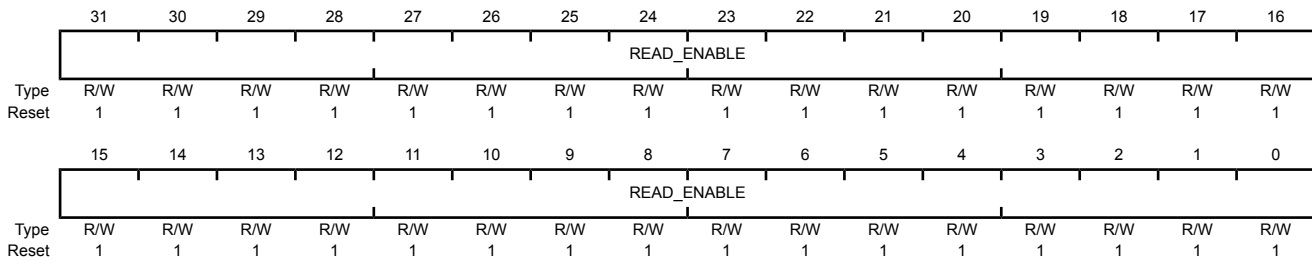 31 30 29 28 27 26 25 24 23 22 21 20 19 18 17 16
READ_ENABLE
Type R/W R/W R/W R/W R/W R/W R/W R/W R/W R/W R/W R/W R/W R/W R/W R/W
Reset 1 1 1 1 1 1 1 1 1 1 1 1 1 1 1 1
15 14 13 12 11 10 9 8 7 6 5 4 3 2 1 0
READ_ENABLE
Type R/W R/W R/W R/W R/W R/W R/W R/W R/W R/W R/W R/W R/W R/W R/W R/W
Reset 1 1 1 1 1 1 1 1 1 1 1 1 1 1 1 1